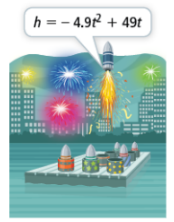 h = − 4.9t² + 49t